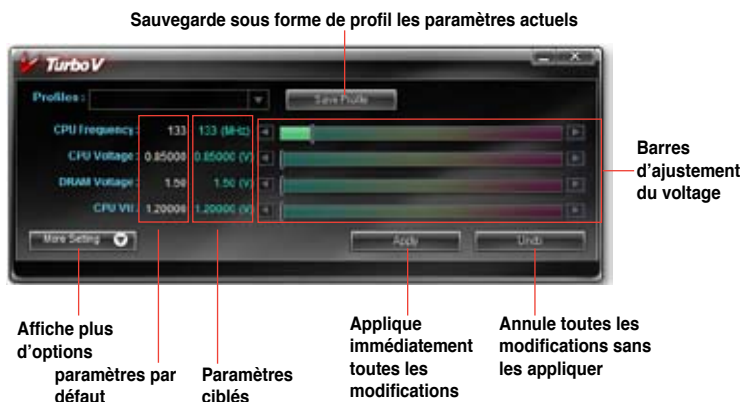 Sauvegarde sous forme de profil les paramètres actuels
TurboV
Profiles :
Save Profile
CPU Frequency: 133 133 (MHz)
CPU Voltage: 0.85000 0.85000 (V)
DRAM Voltage: 1.50 1.50 (V)
CPU VTT: 1.20000 1.20000 (V)
Barres
d'ajustement
du voltage
More Setting
Apply
Undo
Affiche plus
d'options
paramètres par
défaut
Paramètres
ciblés
Applique
immédiatement
toutes les
modifications
Annule toutes les
modifications sans
les appliquer